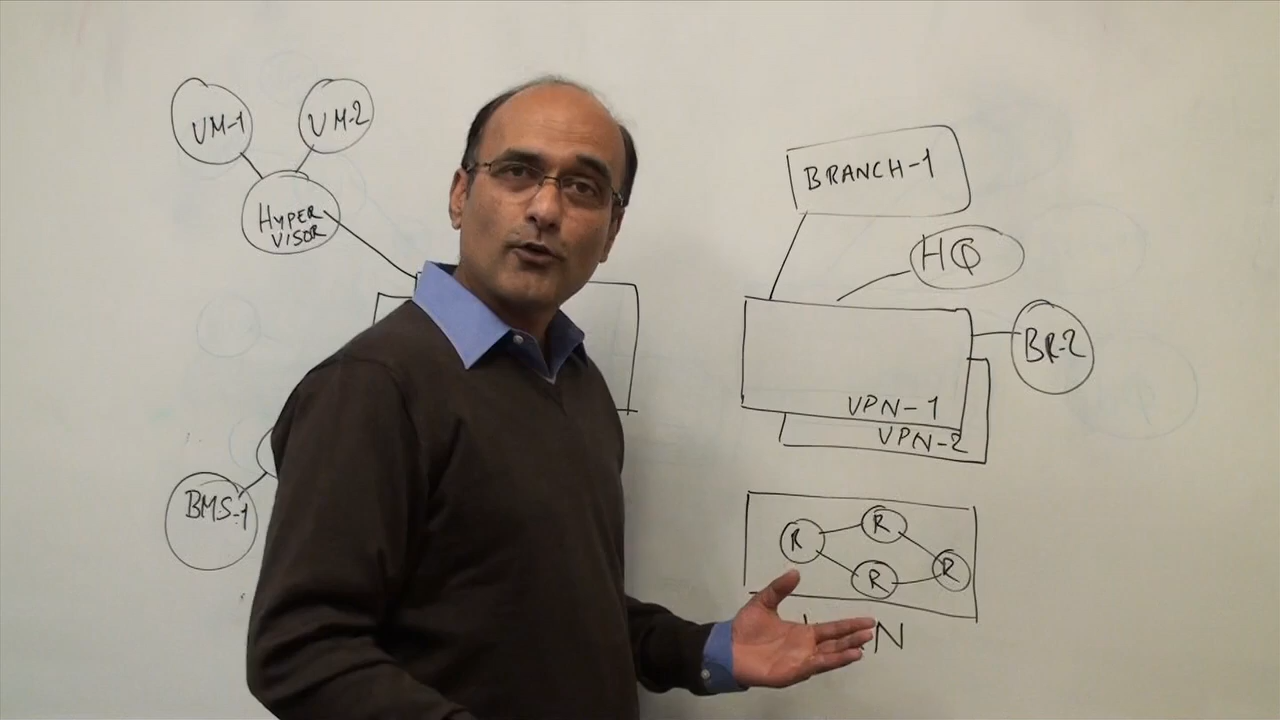 VM-1
VM-2
HYPER
VISOR
BMS-1
BRANCH-1
HQ
BR-2
VPN-1
VPN-2
R
R
R
R